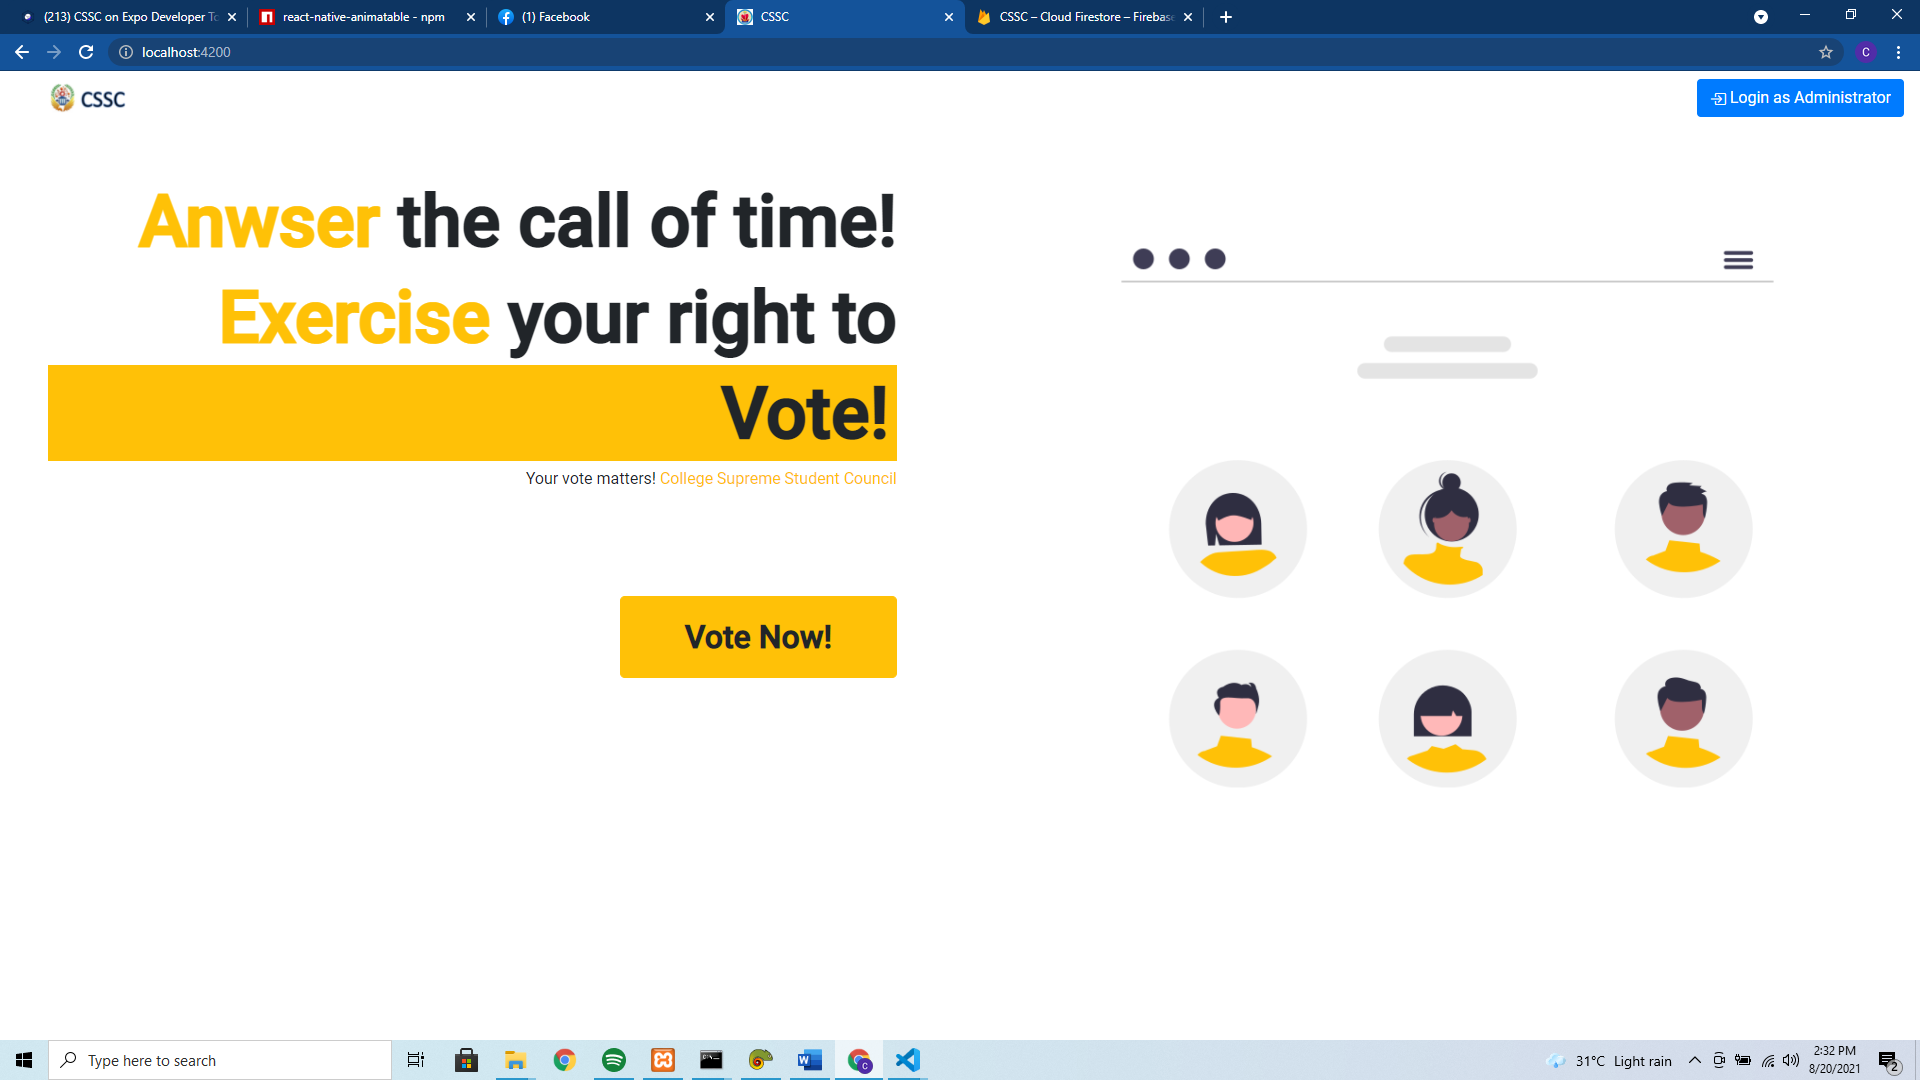 (213) CSSC on Expo Developer To
react-native-animatable - npm
(1) Facebook
CSSC
CSSC – Cloud Firestore – Firebase
localhost:4200
C
CSSC
Login as Administrator
Anwser the call of time!
Exercise your right to
Vote!
Your vote matters! College Supreme Student Council
Vote Now!
Type here to search
31°C Light rain
2:32 PM
8/20/2021
2